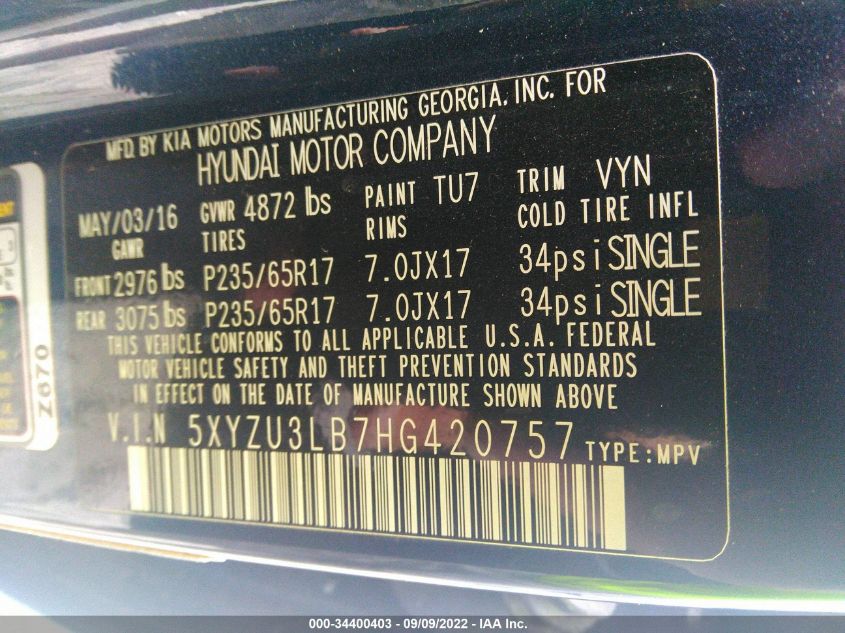 MFD. BY KIA MOTORS MANUFACTURING GEORGIA, INC. FOR
HYUNDAI MOTOR COMPANY
MAY/03/16 GVWR 4872 lbs PAINT TU7 TRIM VYN
GAWR TIRES RIMS COLD TIRE INFL
FRONT 2976 lbs P235/65R17 7.0JX17 34psi SINGLE
REAR 3075 lbs P235/65R17 7.0JX17 34psi SINGLE
THIS VEHICLE CONFORMS TO ALL APPLICABLE U.S.A. FEDERAL
MOTOR VEHICLE SAFETY AND THEFT PREVENTION STANDARDS
IN EFFECT ON THE DATE OF MANUFACTURE SHOWN ABOVE
V.I.N 5XYZU3LB7HG420757 TYPE:MPV
Z670
000-34400403 - 09/09/2022 - IAA Inc.